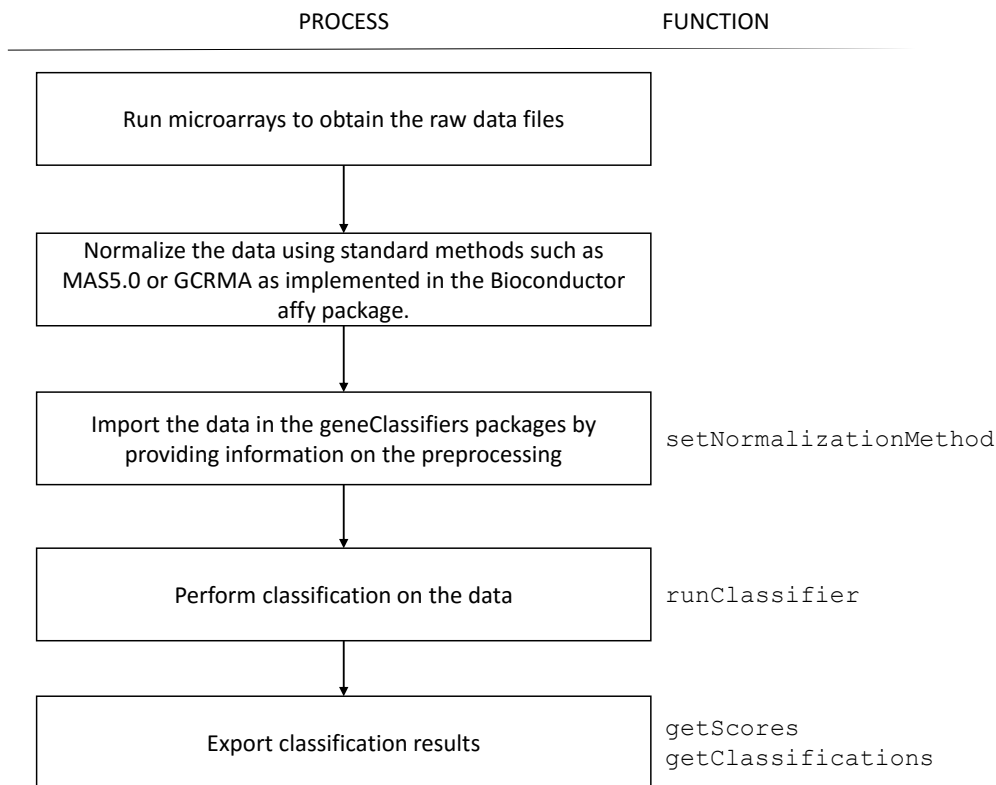 PROCESS FUNCTION
Run microarrays to obtain the raw data files
Normalize the data using standard methods such as
MAS5.0 or GCRMA as implemented in the Bioconductor
affy package.
Import the data in the geneClassifiers packages by
providing information on the preprocessing
setNormalizationMethod
Perform classification on the data
runClassifier
Export classification results
getScores
getClassifications